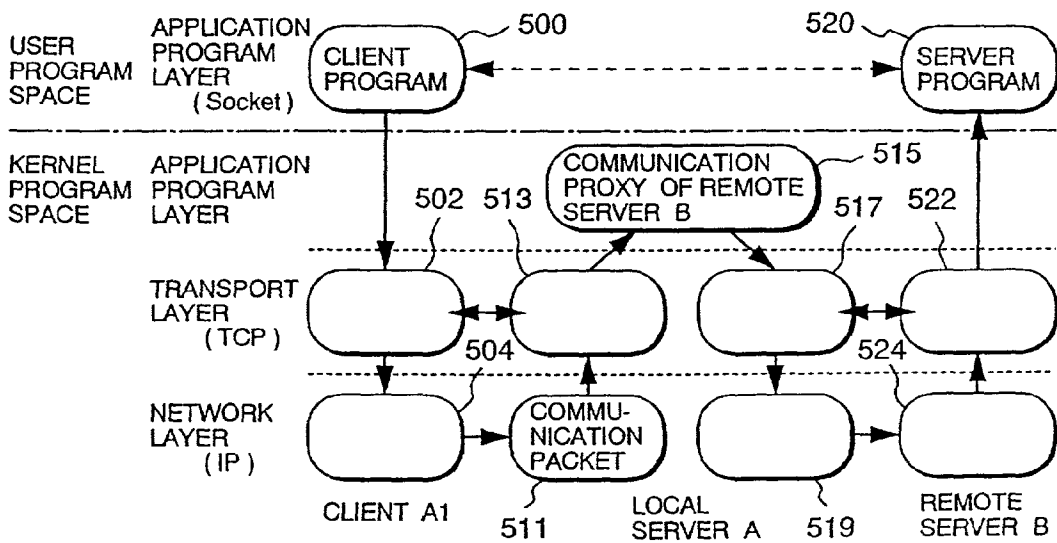 USER
PROGRAM
SPACE
APPLICATION
PROGRAM
LAYER
(Socket)
500
CLIENT
PROGRAM
520
SERVER
PROGRAM
KERNEL
PROGRAM
SPACE
APPLICATION
PROGRAM
LAYER
COMMUNICATION
PROXY OF REMOTE
SERVER B
515
502
513
517
522
TRANSPORT
LAYER
(TCP)
504
524
NETWORK
LAYER
(IP)
COMMU-
NICATION
PACKET
CLIENT A1
511
LOCAL
SERVER A
519
REMOTE
SERVER B